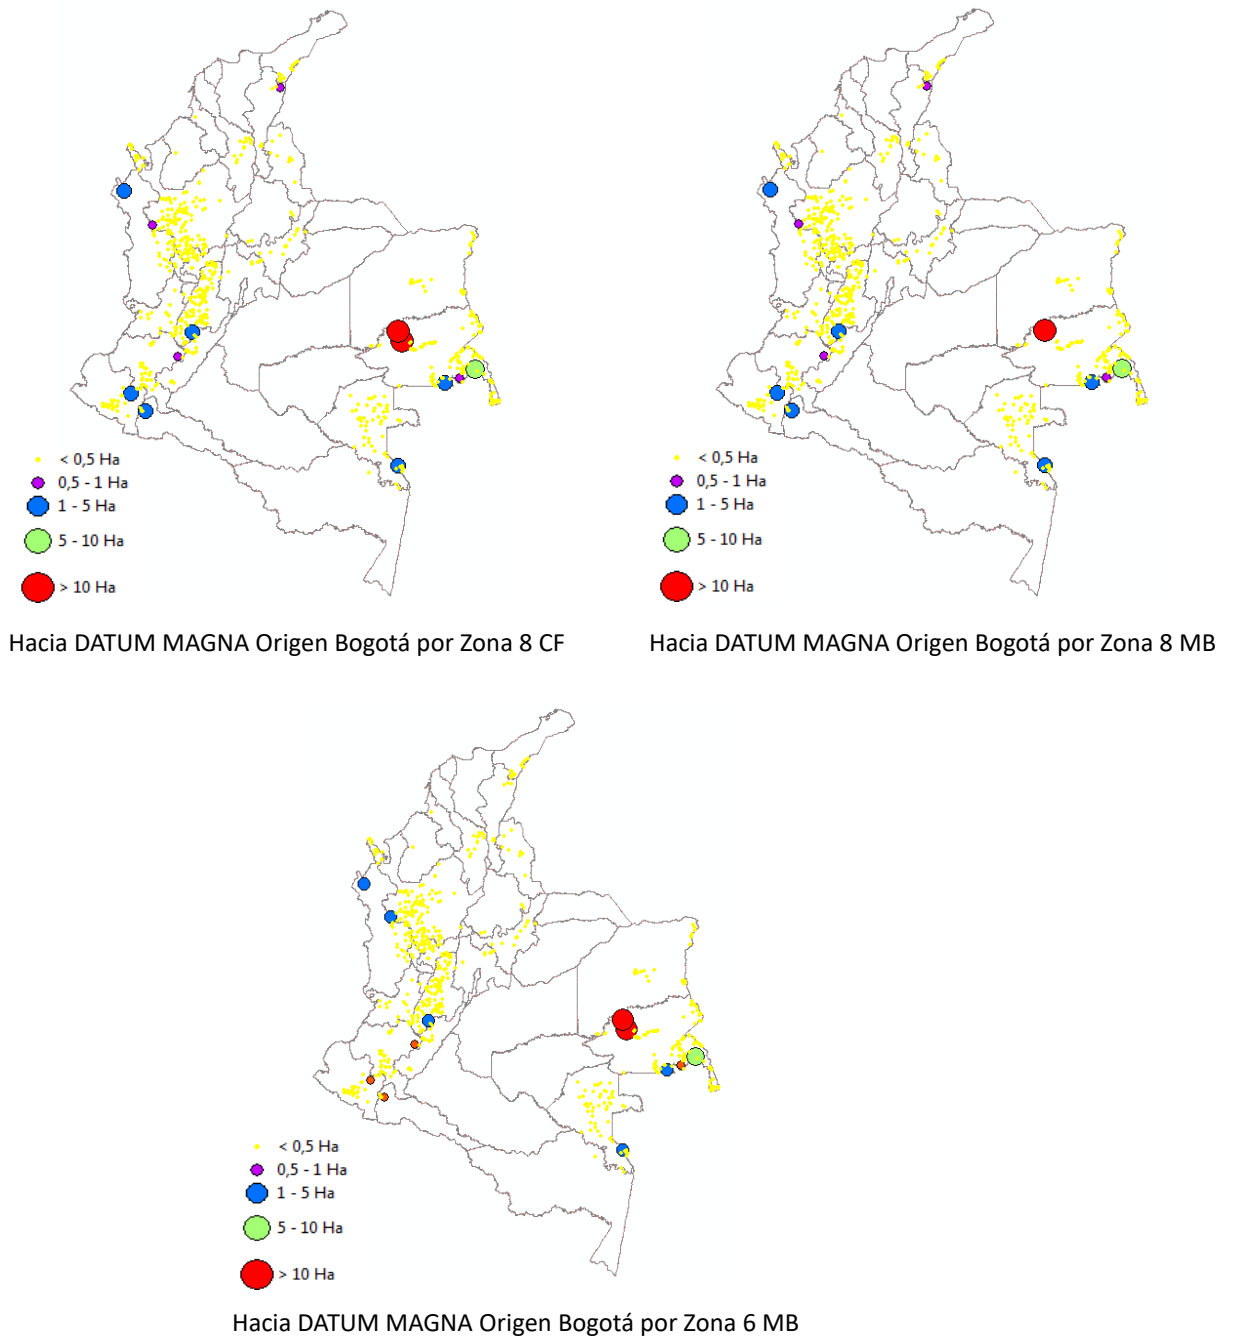 < 0,5 Ha
0,5 - 1 Ha
1 - 5 Ha
5 - 10 Ha
> 10 Ha
Hacia DATUM MAGNA Origen Bogotá por Zona 8 CF
< 0,5 Ha
0,5 - 1 Ha
1 - 5 Ha
5 - 10 Ha
> 10 Ha
Hacia DATUM MAGNA Origen Bogotá por Zona 8 MB
< 0,5 Ha
0,5 - 1 Ha
1 - 5 Ha
5 - 10 Ha
> 10 Ha
Hacia DATUM MAGNA Origen Bogotá por Zona 6 MB